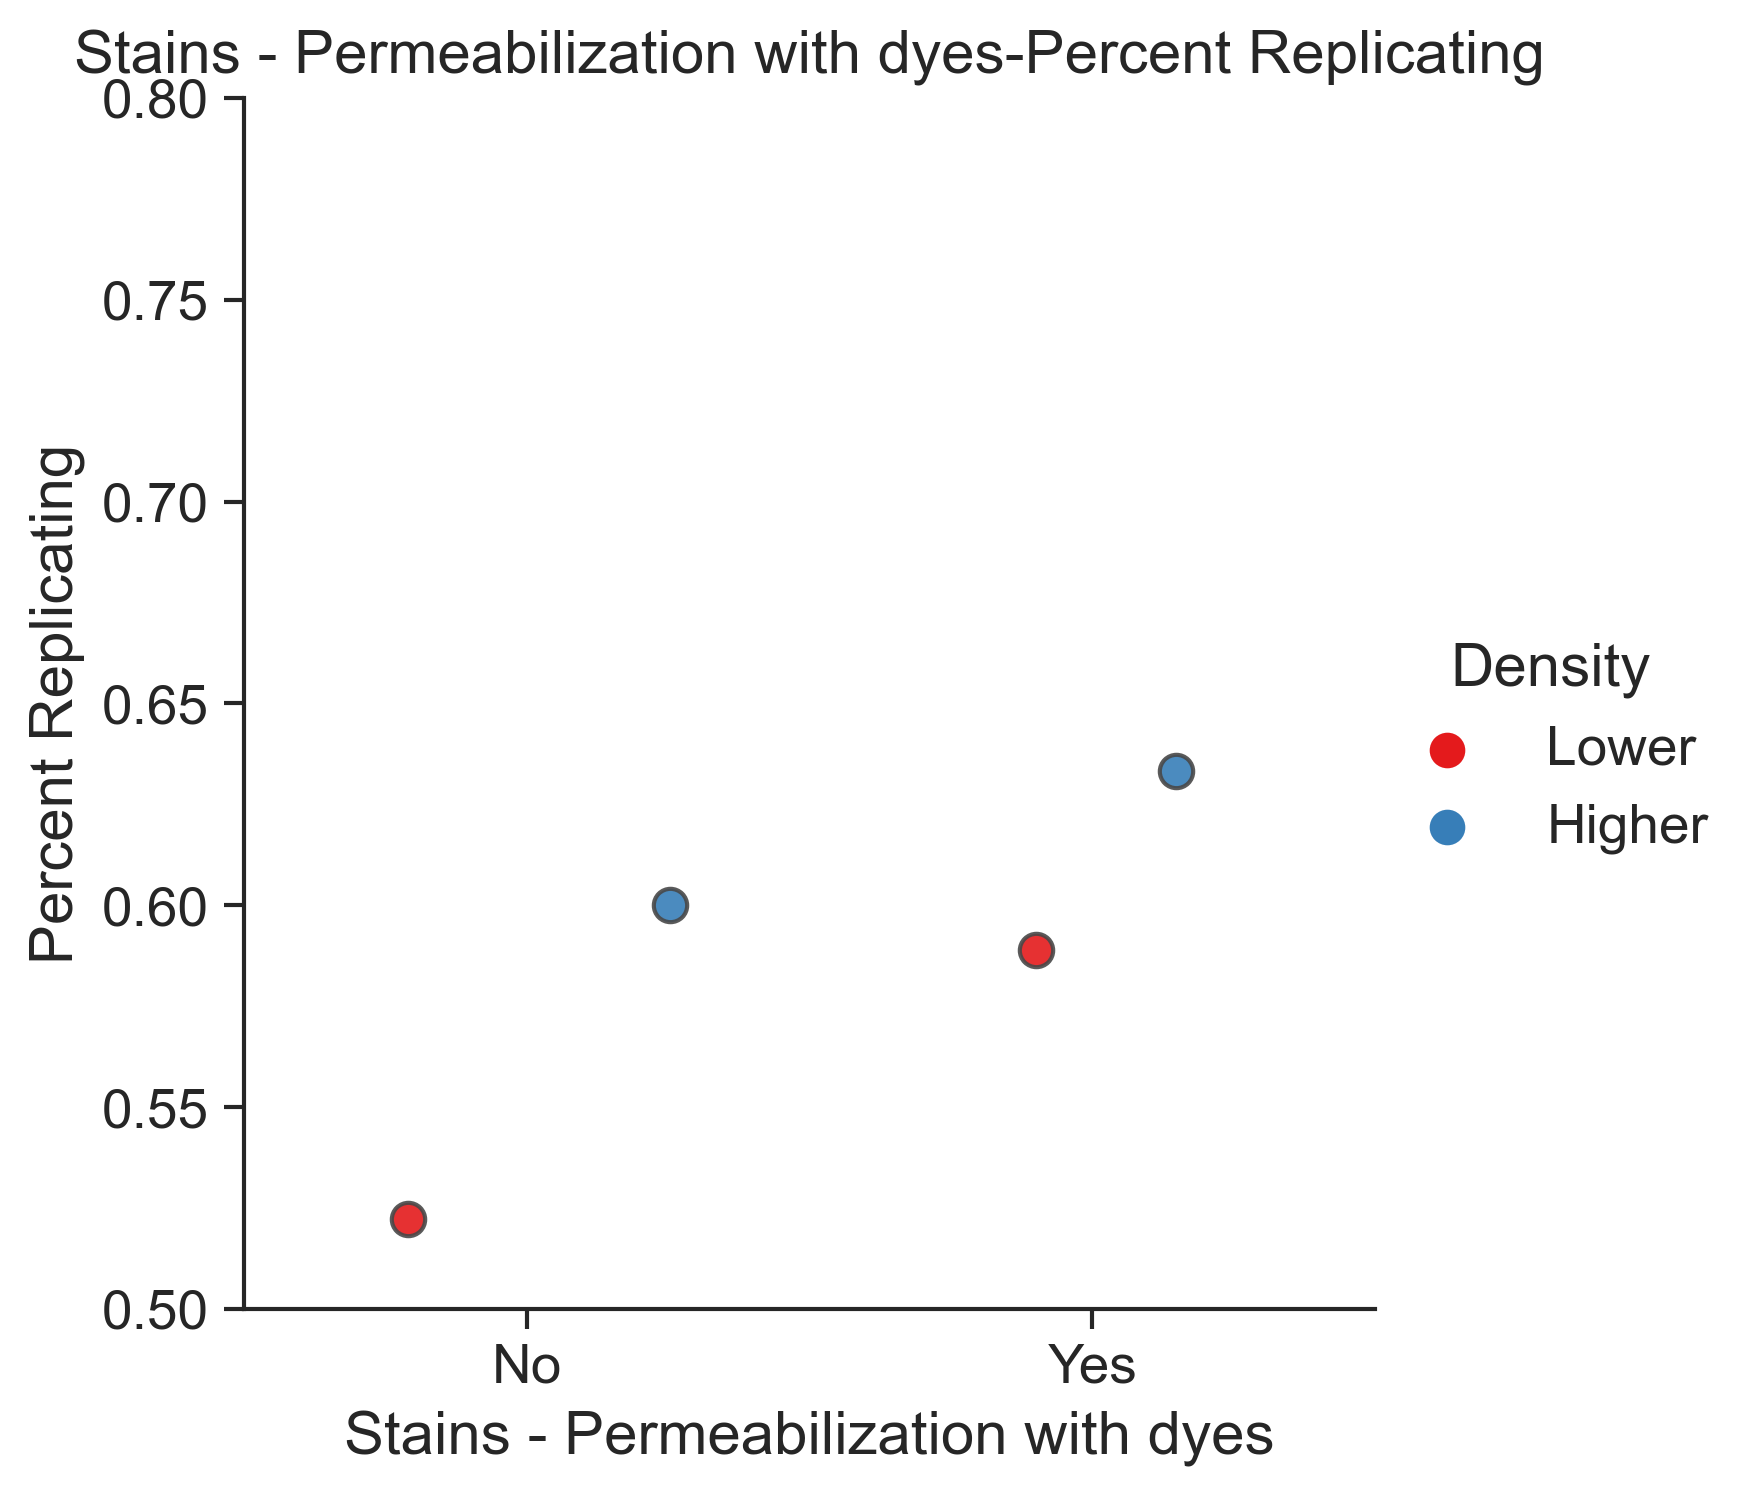 Stains - Permeabilization with dyes-Percent Replicating
0.80
0.75
0.70
0.65
0.60
0.55
0.50
Percent Replicating
No
Yes
Stains - Permeabilization with dyes
Density
Lower
Higher